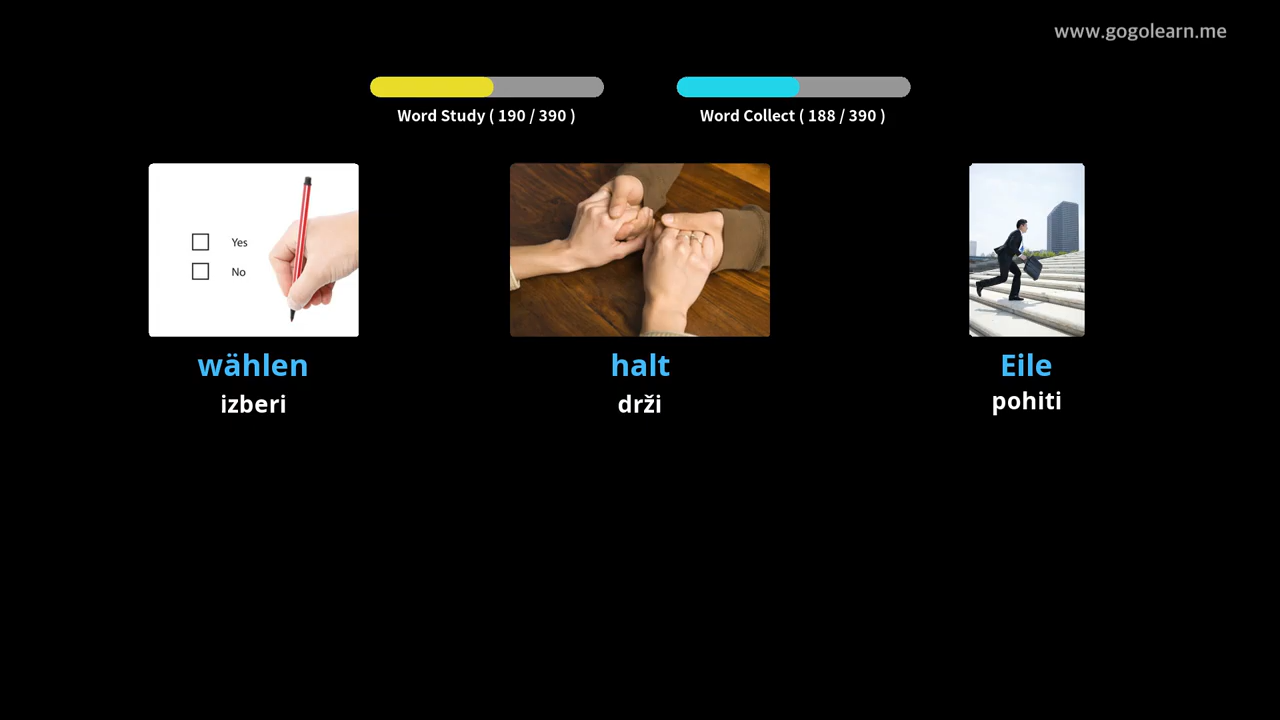 www.gogolearn.me
Word Study ( 190 / 390 )
Word Collect ( 188 / 390 )
Yes
No
wählen
izberi
halt
drži
Eile
pohiti